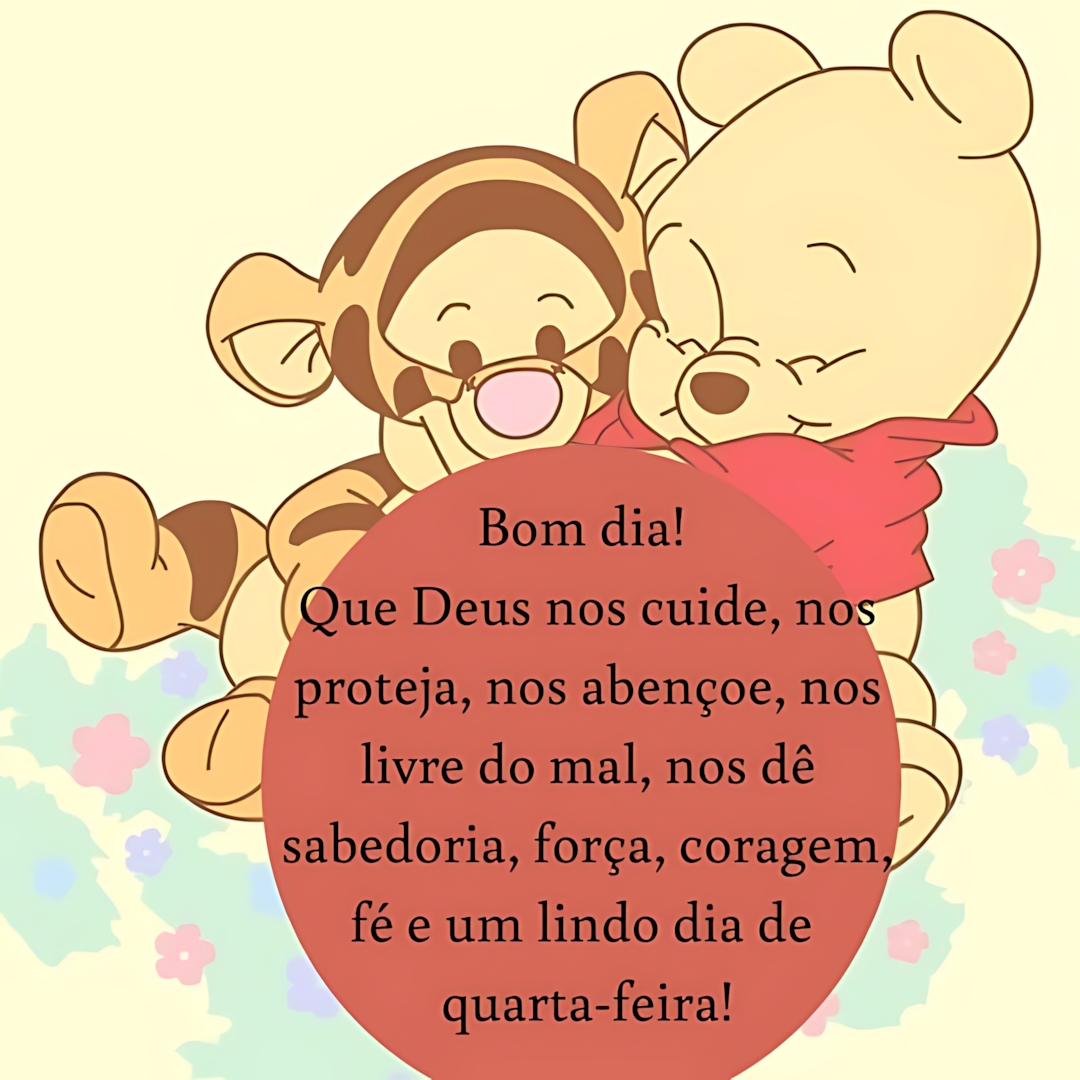 Bom dia!
Que Deus nos cuide, nos
proteja, nos abençoe, nos
livre do mal, nos dê
sabedoria, força, coragem,
fé e um lindo dia de
quarta-feira!